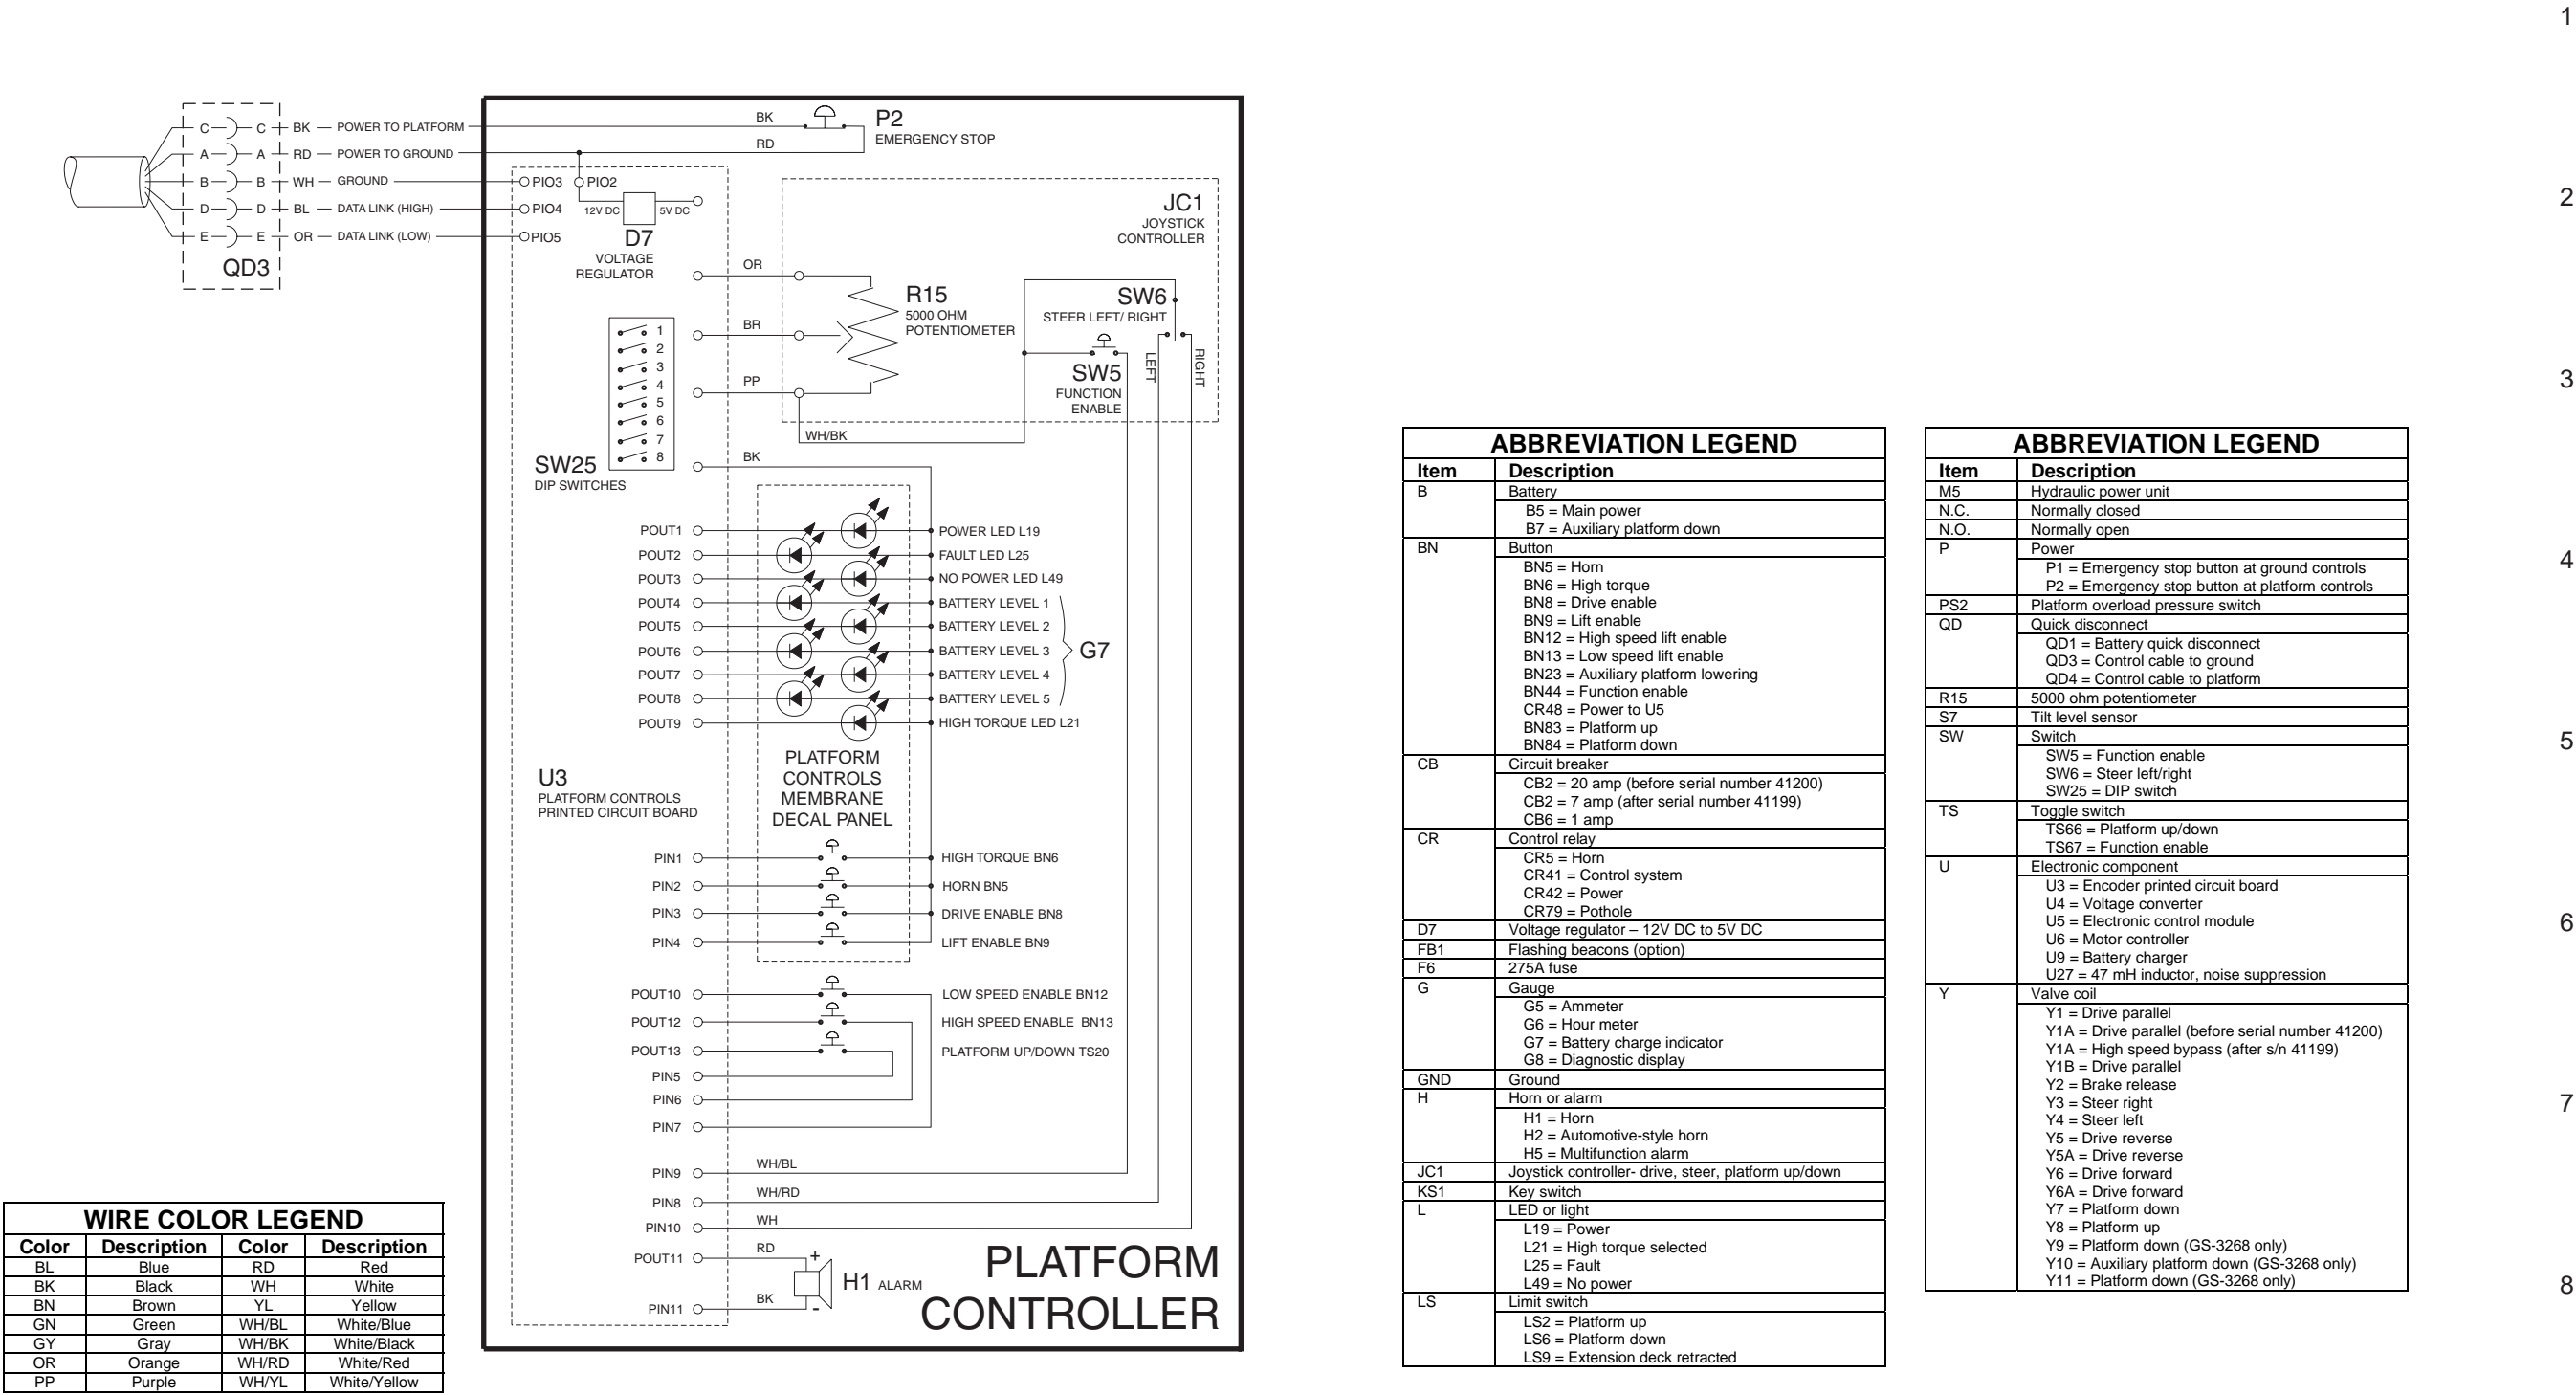 1
2
3
4
5
6
7
8
C C BK POWER TO PLATFORM
A A RD POWER TO GROUND
B B WH GROUND
D D BL DATA LINK (HIGH)
E E OR DATA LINK (LOW)
QD3
BK
P2
EMERGENCY STOP
RD
PIO3 PIO2
PIO4
PIO5
12V DC 5V DC
D7
VOLTAGE
REGULATOR
JC1
JOYSTICK
CONTROLLER
OR
BR
PP
WH/BK
R15
5000 OHM
POTENTIOMETER
SW6
STEER LEFT/ RIGHT
SW5
FUNCTION
ENABLE
LEFT
RIGHT
1
2
3
4
5
6
7
8
SW25
DIP SWITCHES
BK
POUT1 POWER LED L19
POUT2 FAULT LED L25
POUT3 NO POWER LED L49
POUT4 BATTERY LEVEL 1
POUT5 BATTERY LEVEL 2
POUT6 BATTERY LEVEL 3
POUT7 BATTERY LEVEL 4
POUT8 BATTERY LEVEL 5
G7
POUT9 HIGH TORQUE LED L21
PLATFORM
CONTROLS
MEMBRANE
DECAL PANEL
U3
PLATFORM CONTROLS
PRINTED CIRCUIT BOARD
PIN1 HIGH TORQUE BN6
PIN2 HORN BN5
PIN3 DRIVE ENABLE BN8
PIN4 LIFT ENABLE BN9
POUT10 LOW SPEED ENABLE BN12
POUT12 HIGH SPEED ENABLE BN13
POUT13 PLATFORM UP/DOWN TS20
PIN5
PIN6
PIN7
PIN9 WH/BL
PIN8 WH/RD
PIN10 WH
POUT11 RD +
H1 ALARM
PIN11 BK -
PLATFORM
CONTROLLER
WIRE COLOR LEGEND
Color Description Color Description
BL Blue RD Red
BK Black WH White
BN Brown YL Yellow
GN Green WH/BL White/Blue
GY Gray WH/BK White/Black
OR Orange WH/RD White/Red
PP Purple WH/YL White/Yellow
ABBREVIATION LEGEND
Item Description
B Battery
B5 = Main power
B7 = Auxiliary platform down
BN Button
BN5 = Horn
BN6 = High torque
BN8 = Drive enable
BN9 = Lift enable
BN12 = High speed lift enable
BN13 = Low speed lift enable
BN23 = Auxiliary platform lowering
BN44 = Function enable
CR48 = Power to U5
BN83 = Platform up
BN84 = Platform down
CB Circuit breaker
CB2 = 20 amp (before serial number 41200)
CB2 = 7 amp (after serial number 41199)
CB6 = 1 amp
CR Control relay
CR5 = Horn
CR41 = Control system
CR42 = Power
CR79 = Pothole
D7 Voltage regulator – 12V DC to 5V DC
FB1 Flashing beacons (option)
F6 275A fuse
G Gauge
G5 = Ammeter
G6 = Hour meter
G7 = Battery charge indicator
G8 = Diagnostic display
GND Ground
H Horn or alarm
H1 = Horn
H2 = Automotive-style horn
H5 = Multifunction alarm
JC1 Joystick controller- drive, steer, platform up/down
KS1 Key switch
L LED or light
L19 = Power
L21 = High torque selected
L25 = Fault
L49 = No power
LS Limit switch
LS2 = Platform up
LS6 = Platform down
LS9 = Extension deck retracted
ABBREVIATION LEGEND
Item Description
M5 Hydraulic power unit
N.C. Normally closed
N.O. Normally open
P Power
P1 = Emergency stop button at ground controls
P2 = Emergency stop button at platform controls
PS2 Platform overload pressure switch
QD Quick disconnect
QD1 = Battery quick disconnect
QD3 = Control cable to ground
QD4 = Control cable to platform
R15 5000 ohm potentiometer
S7 Tilt level sensor
SW Switch
SW5 = Function enable
SW6 = Steer left/right
SW25 = DIP switch
TS Toggle switch
TS66 = Platform up/down
TS67 = Function enable
U Electronic component
U3 = Encoder printed circuit board
U4 = Voltage converter
U5 = Electronic control module
U6 = Motor controller
U9 = Battery charger
U27 = 47 mH inductor, noise suppression
Y Valve coil
Y1 = Drive parallel
Y1A = Drive parallel (before serial number 41200)
Y1A = High speed bypass (after s/n 41199)
Y1B = Drive parallel
Y2 = Brake release
Y3 = Steer right
Y4 = Steer left
Y5 = Drive reverse
Y5A = Drive reverse
Y6 = Drive forward
Y6A = Drive forward
Y7 = Platform down
Y8 = Platform up
Y9 = Platform down (GS-3268 only)
Y10 = Auxiliary platform down (GS-3268 only)
Y11 = Platform down (GS-3268 only)